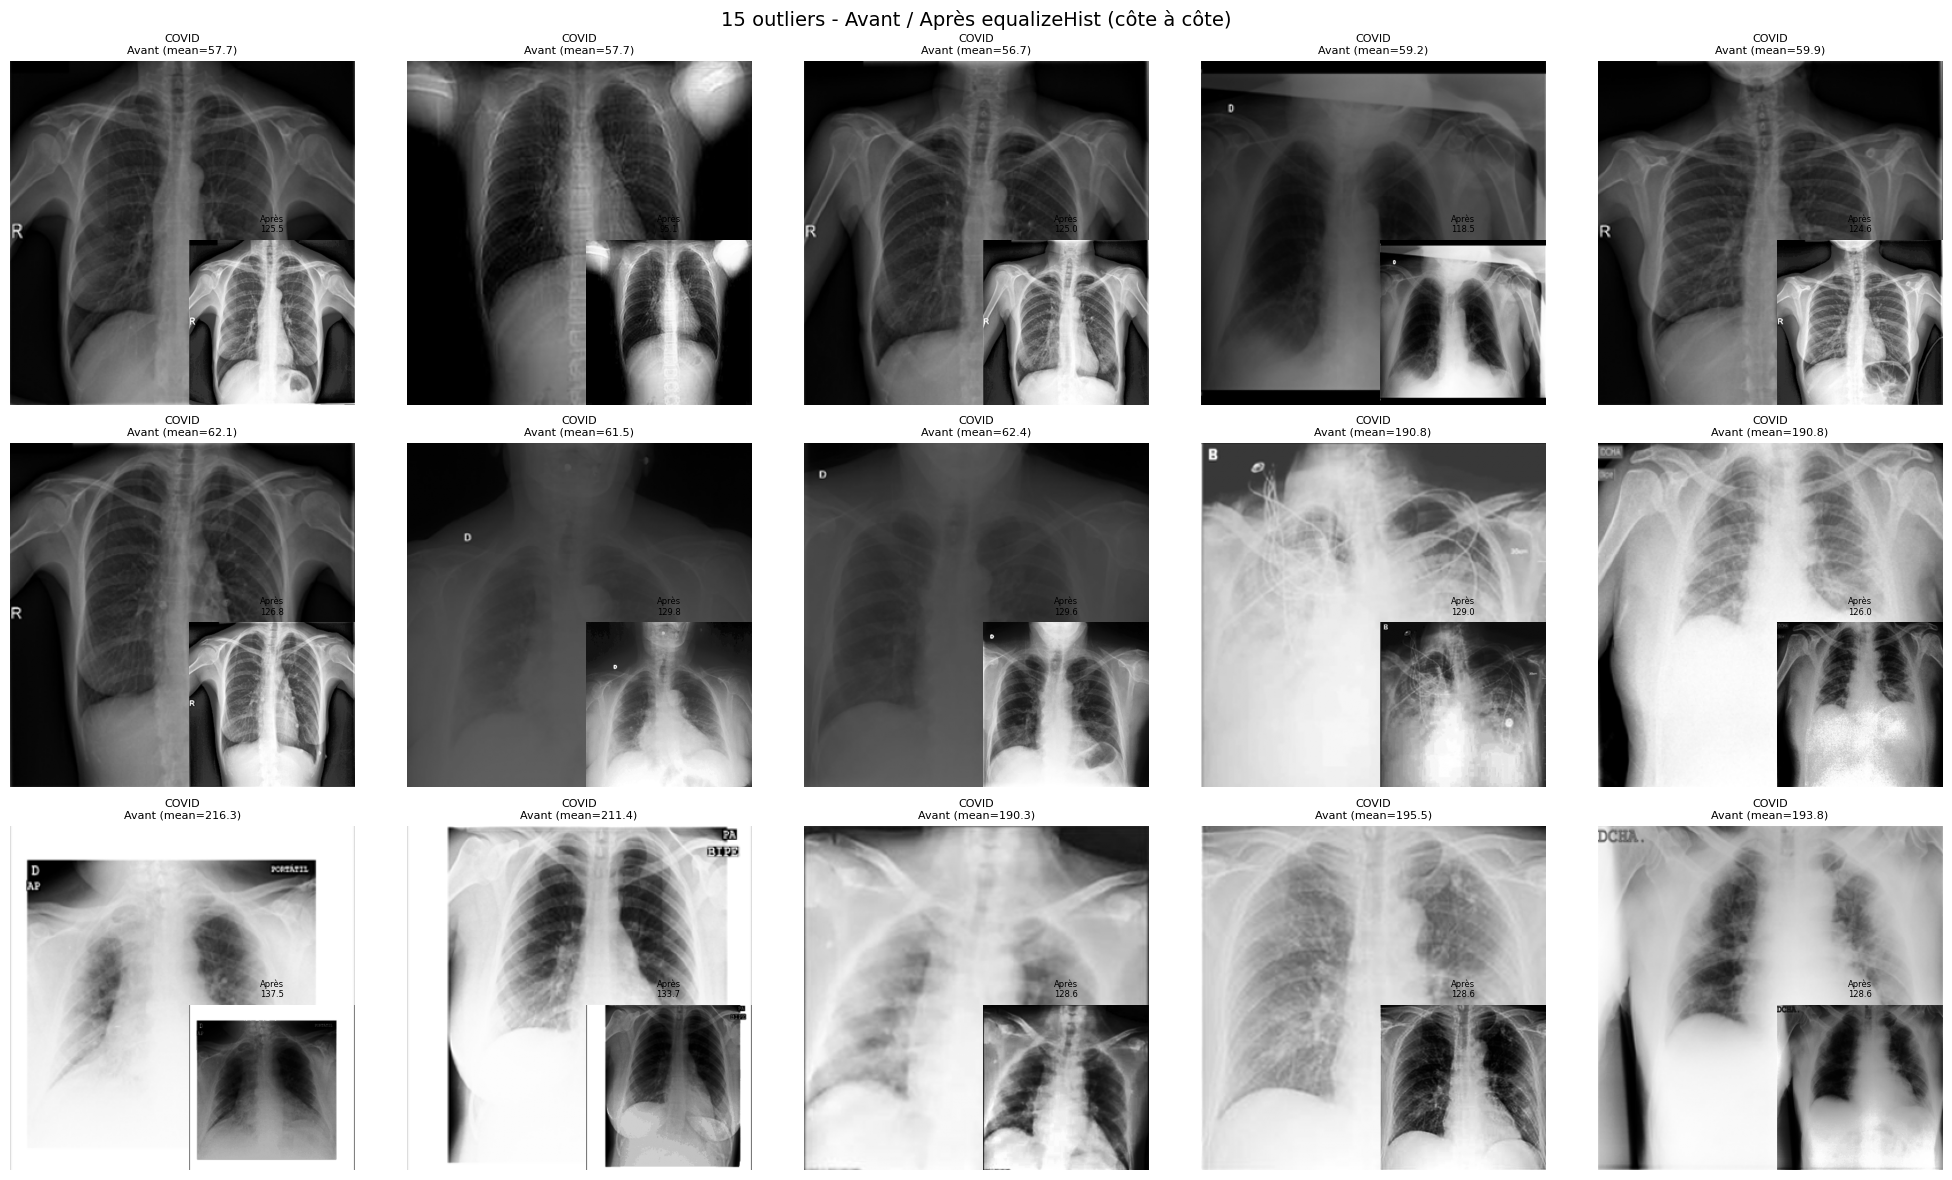 15 outliers - Avant / Après equalizeHist (côte à côte)
COVID
Avant (mean=57.7)
COVID
Avant (mean=57.7)
COVID
Avant (mean=56.7)
COVID
Avant (mean=59.2)
COVID
Avant (mean=59.9)
D
R
R
R
Après
125.5
Après
Après
125.0
Après
118.5
Après
124.6
R
R
R
COVID
Avant (mean=62.1)
COVID
Avant (mean=61.5)
COVID
Avant (mean=62.4)
COVID
Avant (mean=190.8)
COVID
Avant (mean=190.8)
D
D
B
DCHA
R
Après
126.8
Après
129.8
Après
129.6
Après
129.0
Après
126.0
R
D
D
B
COVID
Avant (mean=216.3)
COVID
Avant (mean=211.4)
COVID
Avant (mean=190.3)
COVID
Avant (mean=195.5)
COVID
Avant (mean=193.8)
D
AP
PORTATIL
PA
BIPE
DCHA.
Après
137.5
Après
133.7
Après
128.6
Après
128.6
Après
128.6
DCHA.